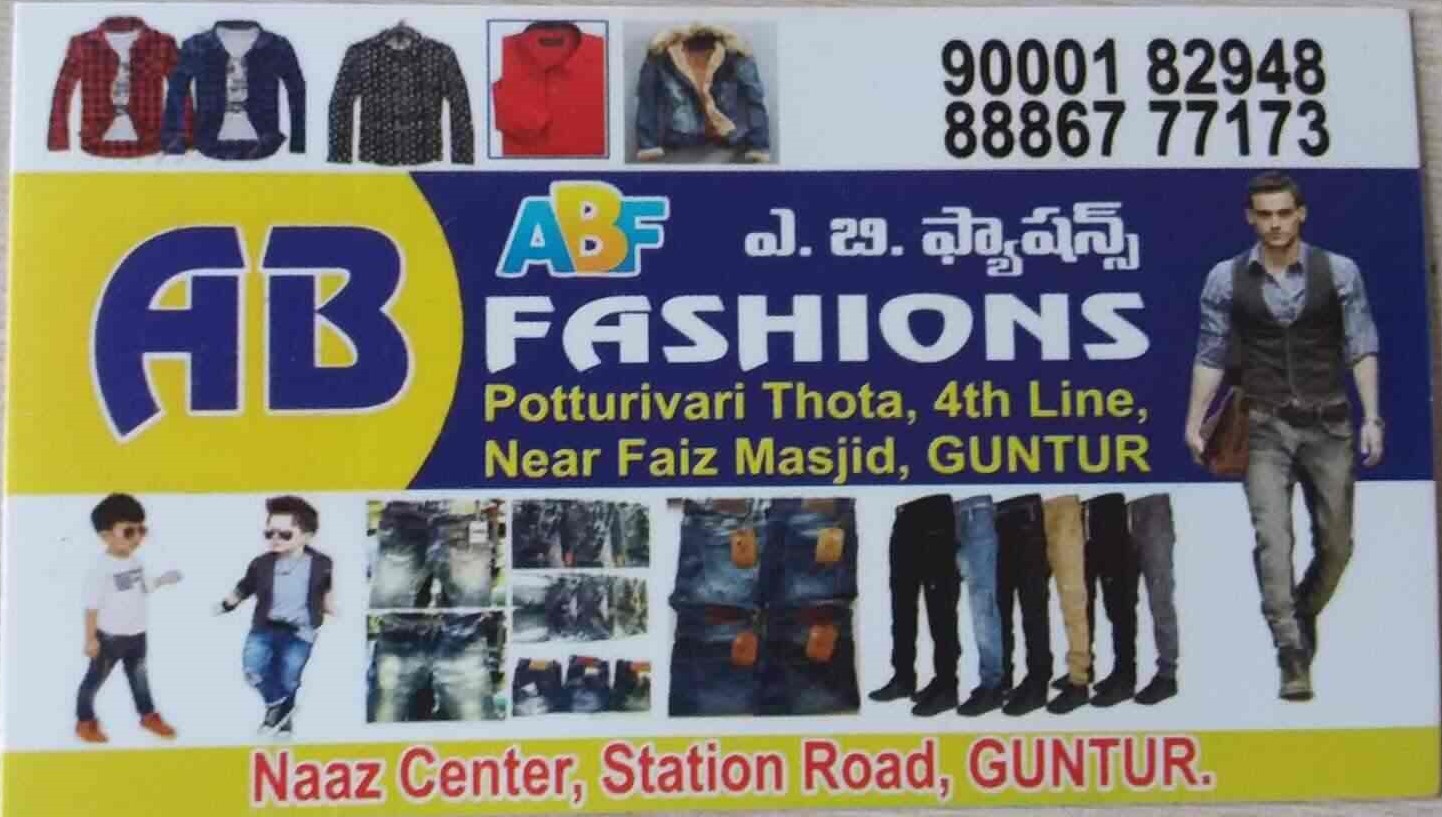 90001 82948
88867 77173
AB
ABF
ఎ. బి. ఫ్యాషన్స్
FASHIONS
Potturivari Thota, 4th Line,
Near Faiz Masjid, GUNTUR
Naaz Center, Station Road, GUNTUR.